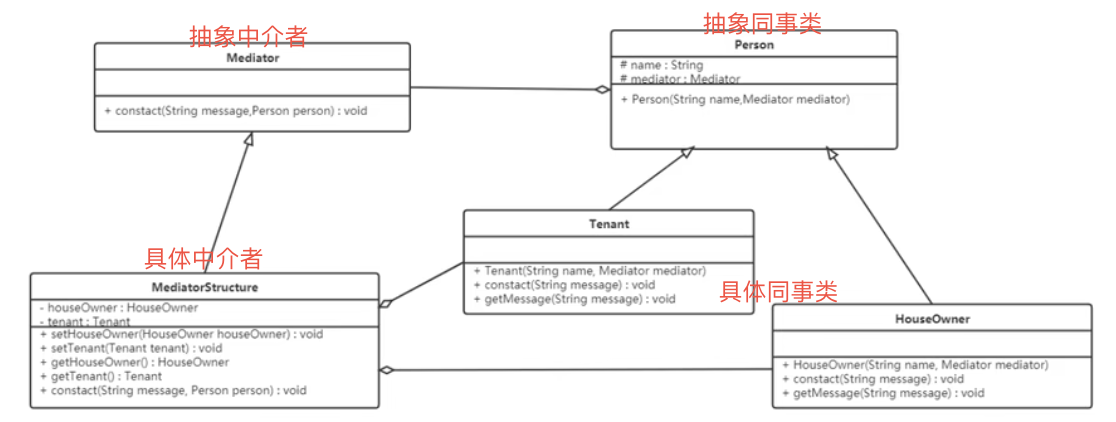 抽象中介者
Mediator
+ constact(String message,Person person) : void
抽象同事类
Person
# name : String
# mediator : Mediator
+ Person(String name,Mediator mediator)
Tenant
+ Tenant(String name, Mediator mediator)
+ constact(String message) : void
+ getMessage(String message) : void
具体中介者
MediatorStructure
- houseOwner : HouseOwner
- tenant : Tenant
+ setHouseOwner(HouseOwner houseOwner) : void
+ setTenant(Tenant tenant) : void
+ getHouseOwner() : HouseOwner
+ getTenant() : Tenant
+ constact(String message, Person person) : void
具体同事类
HouseOwner
+ HouseOwner(String name, Mediator mediator)
+ constact(String message) : void
+ getMessage(String message) : void